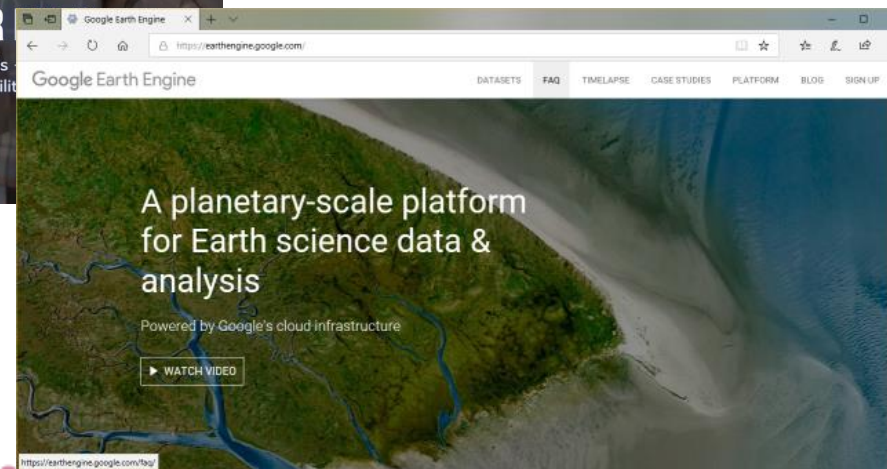 R
s
ilit
Google Earth Engine
https://earthengine.google.com/
Google Earth Engine
DATASETS FAQ TIMELAPSE CASE STUDIES PLATFORM BLOG SIGN UP
A planetary-scale platform
for Earth science data &
analysis
Powered by Google's cloud infrastructure
WATCH VIDEO
https://earthengine.google.com/faq/